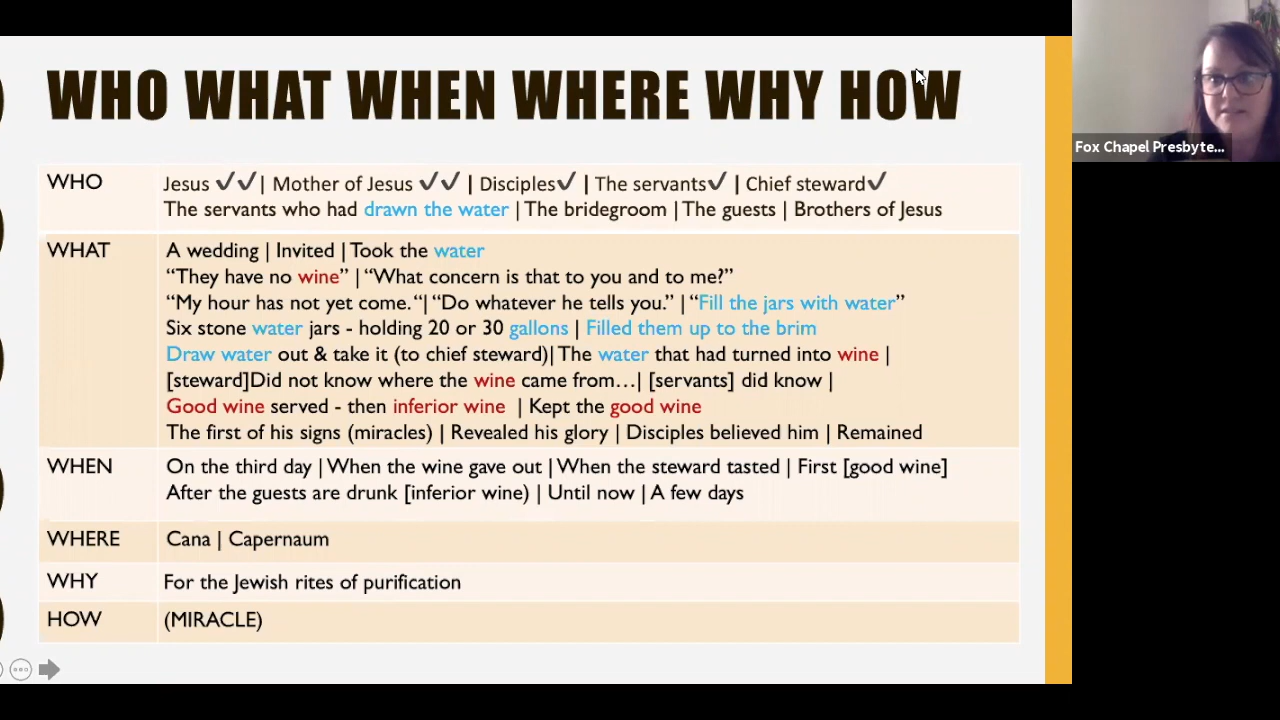 WHO WHAT WHEN WHERE WHY HOW
WHO
Jesus ✓✓ | Mother of Jesus ✓✓ | Disciples✓ | The servants✓ | Chief steward✓
The servants who had drawn the water | The bridegroom | The guests | Brothers of Jesus
WHAT
A wedding | Invited | Took the water
“They have no wine” | “What concern is that to you and to me?”
“My hour has not yet come.“| “Do whatever he tells you.” | “Fill the jars with water”
Six stone water jars - holding 20 or 30 gallons | Filled them up to the brim
Draw water out & take it (to chief steward)| The water that had turned into wine |
[steward]Did not know where the wine came from…| [servants] did know |
Good wine served - then inferior wine | Kept the good wine
The first of his signs (miracles) | Revealed his glory | Disciples believed him | Remained
WHEN
On the third day | When the wine gave out | When the steward tasted | First [good wine]
After the guests are drunk [inferior wine) | Until now | A few days
WHERE
Cana | Capernaum
WHY
For the Jewish rites of purification
HOW
(MIRACLE)
Fox Chapel Presbyte...